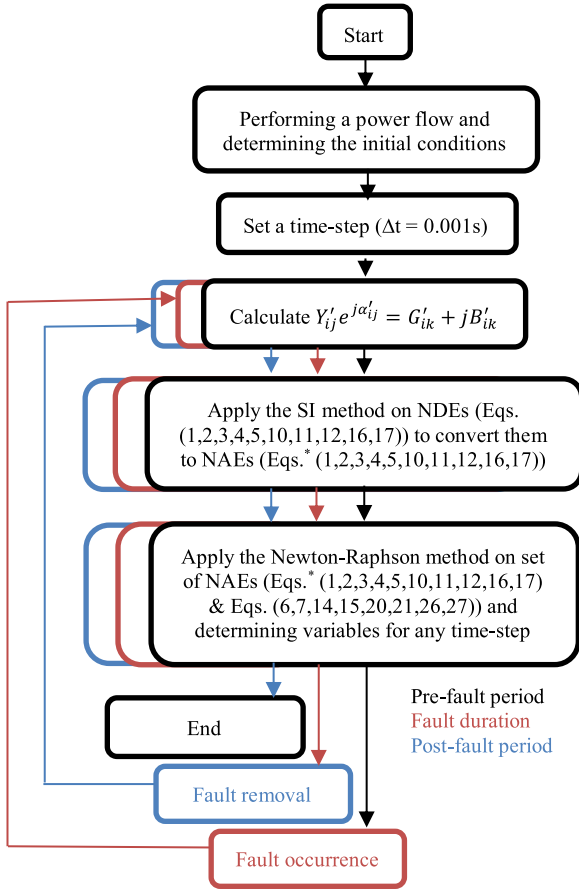 Start
Performing a power flow and
determining the initial conditions
Set a time-step (Δt = 0.001s)
Calculate Y′ᵢⱼe^{jα′ᵢⱼ} = G′ᵢₖ + jB′ᵢₖ
Apply the SI method on NDEs (Eqs.
(1,2,3,4,5,10,11,12,16,17)) to convert them
to NAEs (Eqs.* (1,2,3,4,5,10,11,12,16,17))
Apply the Newton-Raphson method on set
of NAEs (Eqs.* (1,2,3,4,5,10,11,12,16,17)
& Eqs. (6,7,14,15,20,21,26,27)) and
determining variables for any time-step
Pre-fault period
Fault duration
Post-fault period
End
Fault removal
Fault occurrence